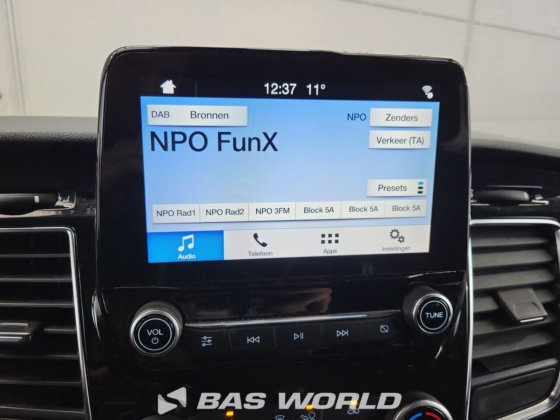 12:37 11°
DAB Bronnen NPO Zenders
NPO FunX
Verkeer (TA)
Presets
NPO Rad1 NPO Rad2 NPO 3FM Block 5A Block 5A Block 5A
Audio Telefoon Apps Instellingen
VOL TUNE
BAS WORLD